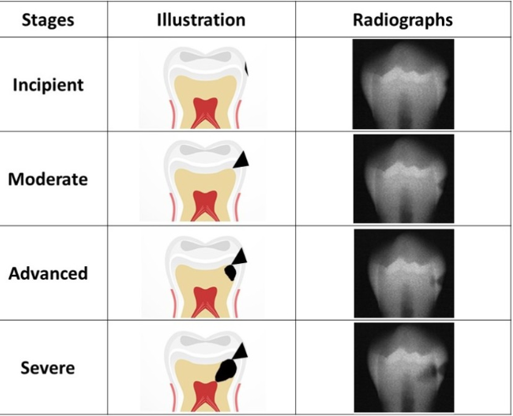 Stages Illustration Radiographs
Incipient
Moderate
Advanced
Severe